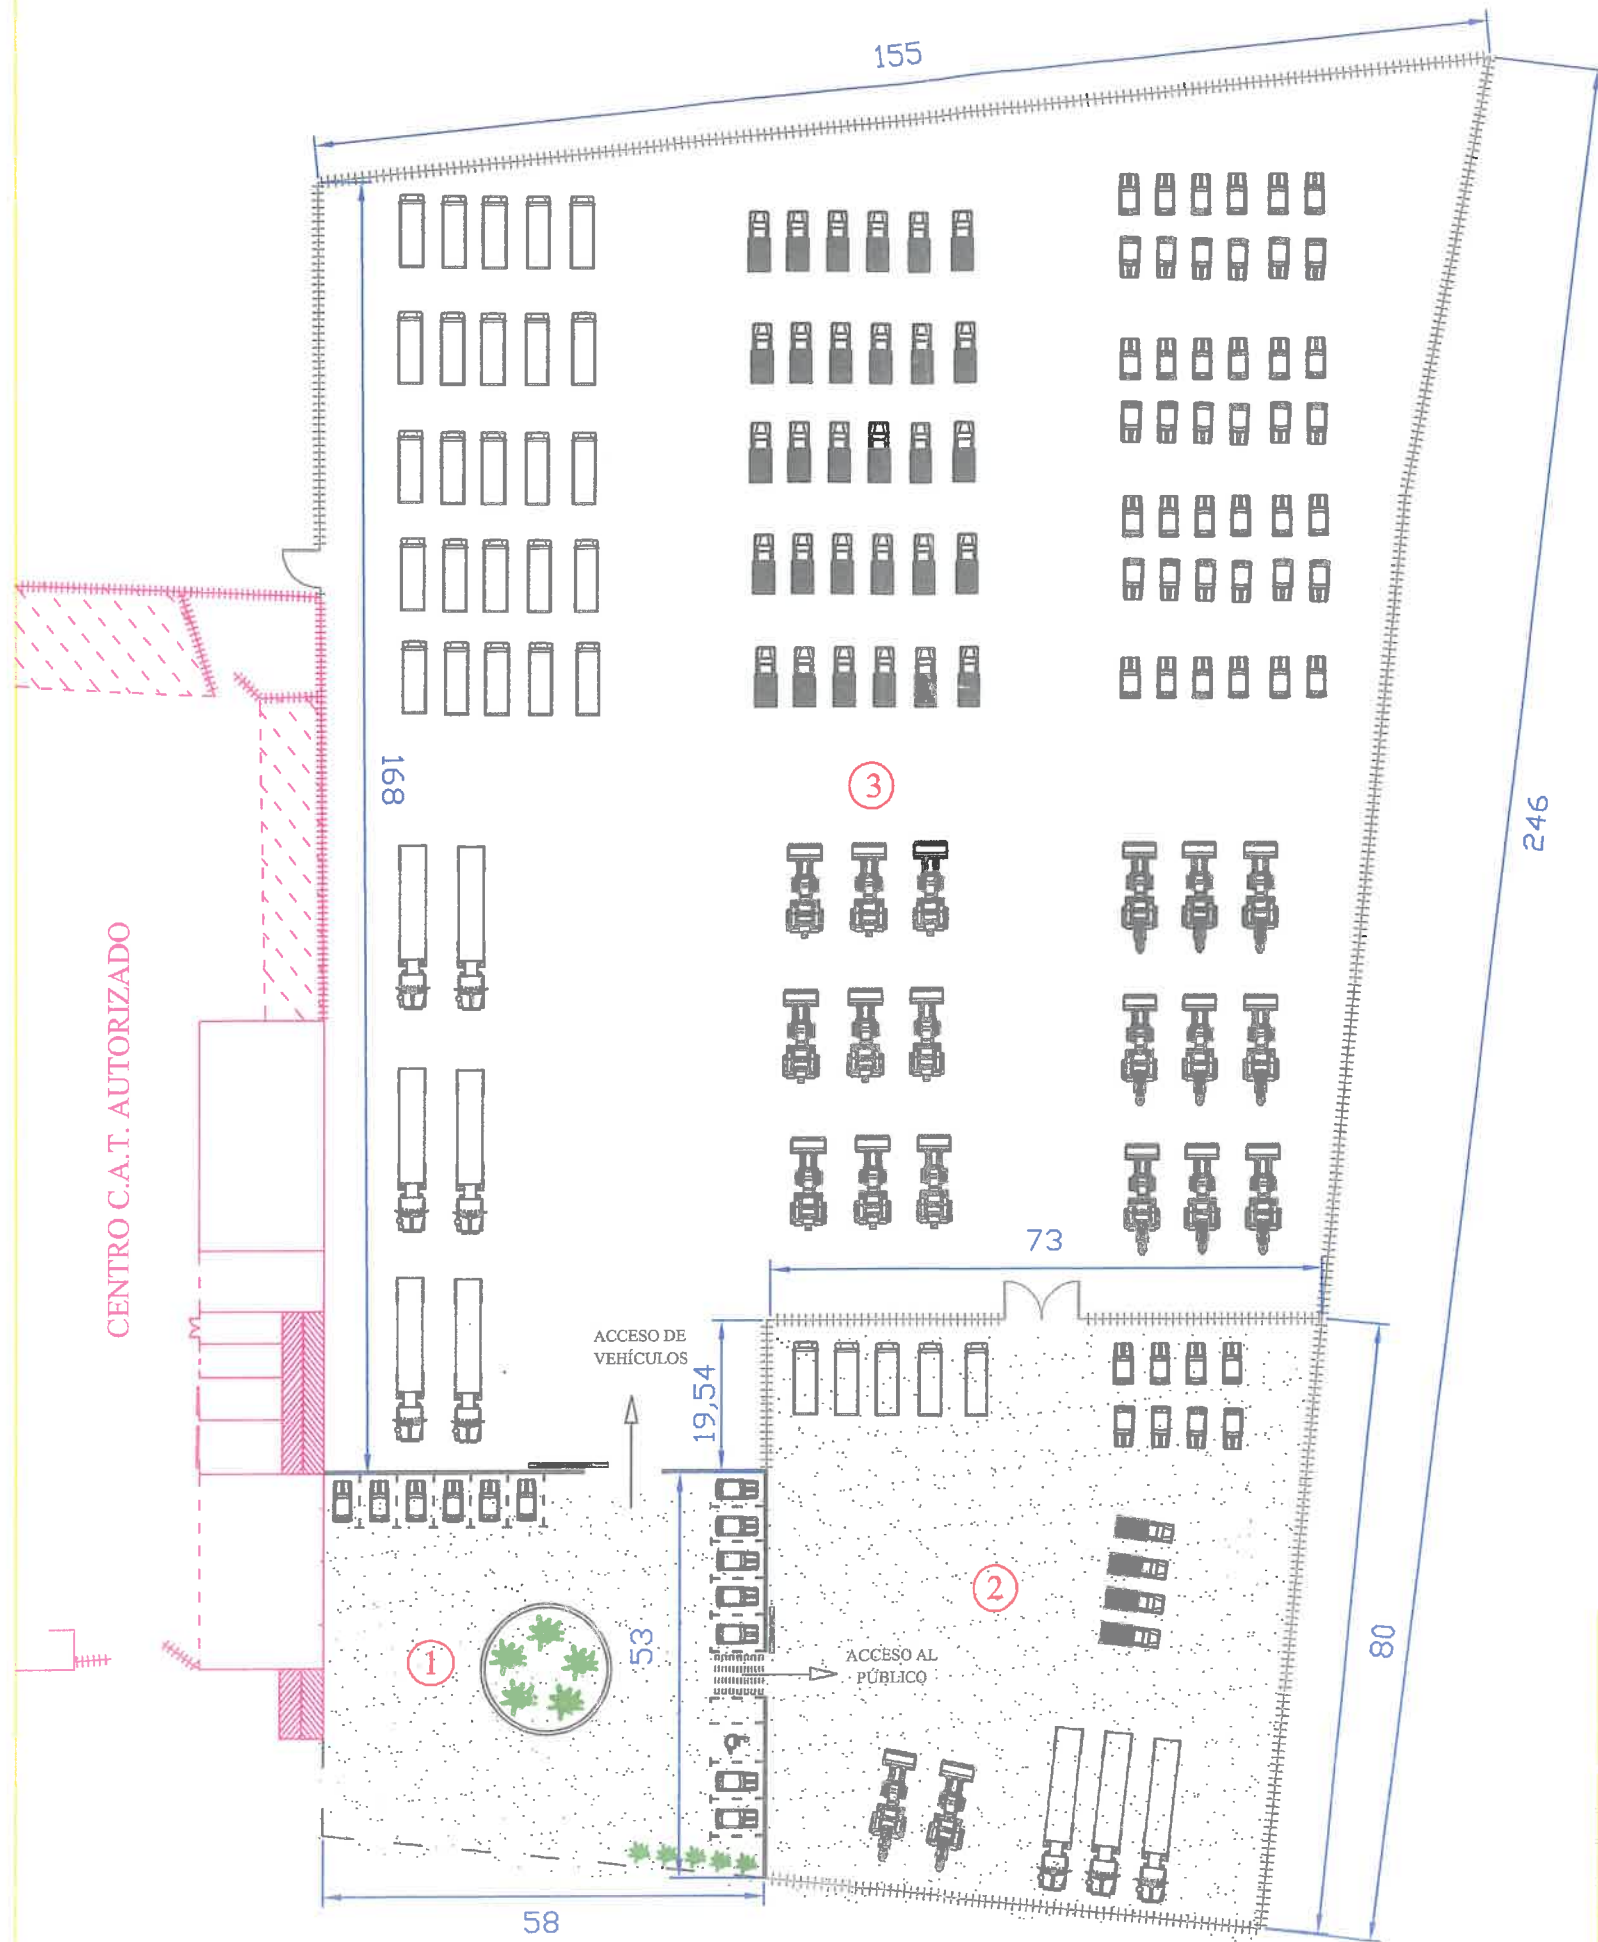 155
168
3
246
CENTRO C.A.T. AUTORIZADO
73
ACCESO DE
VEHÍCULOS
19,54
2
53
1
ACCESO AL
PÚBLICO
80
58